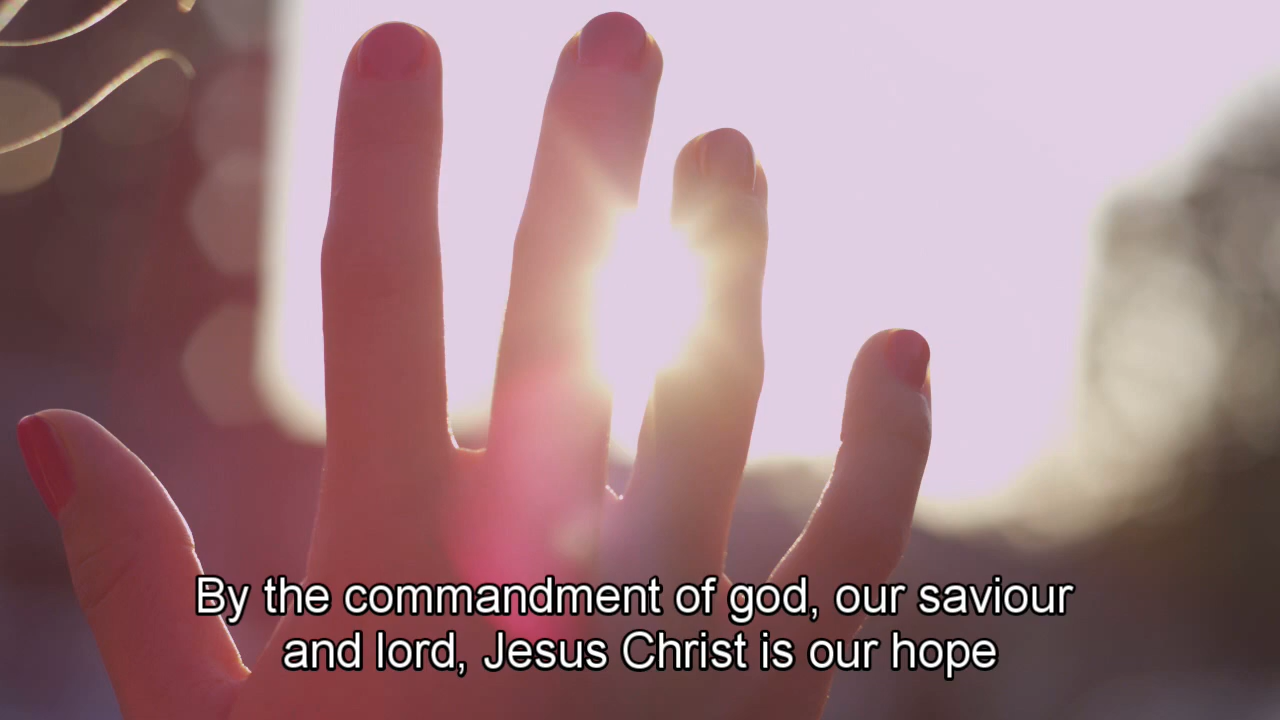 By the commandment of god, our saviour
and lord, Jesus Christ is our hope